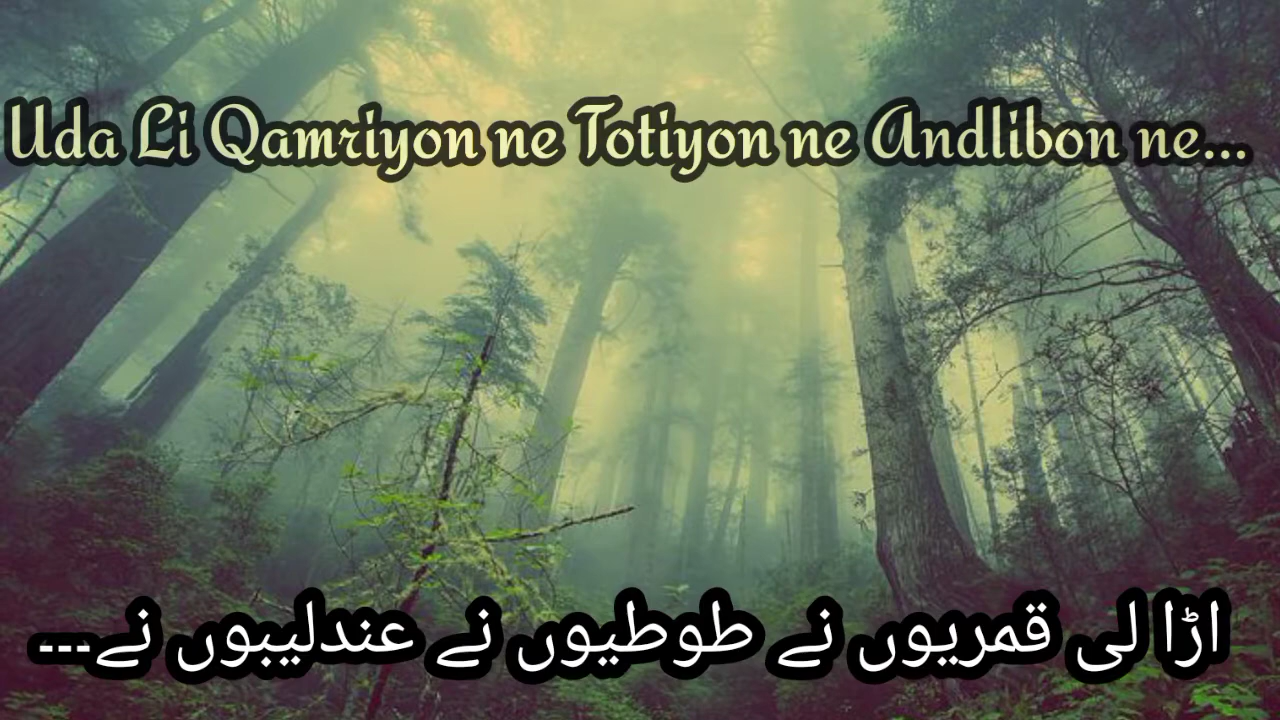 Uda Li Qamriyon ne Totiyon ne Andlibon ne...
اڑا لی قمریوں نے طوطیوں نے عندلیبوں نے۔۔۔